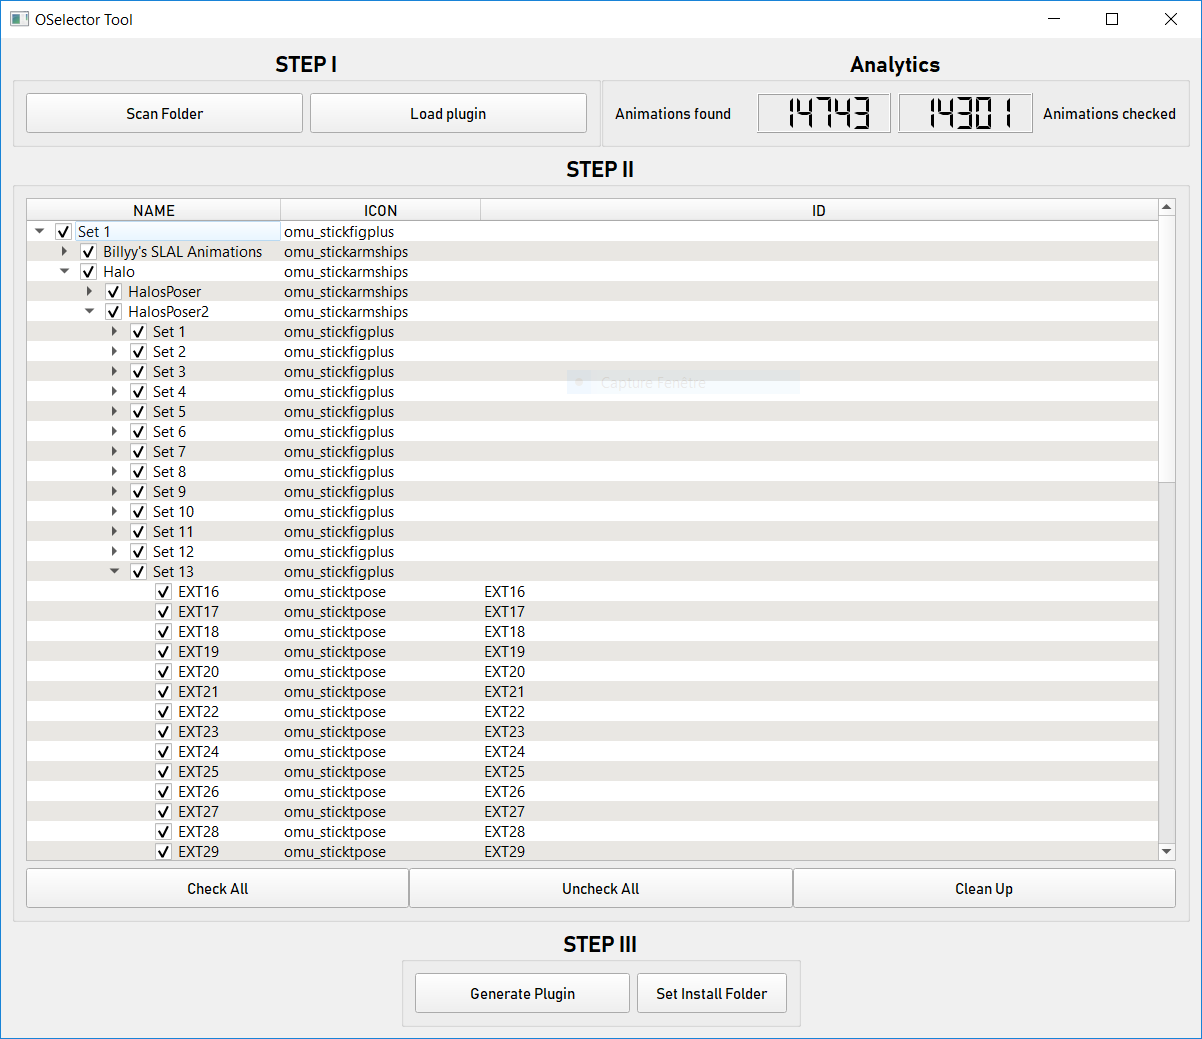 OSelector Tool
STEP I
Analytics
Scan Folder
Load plugin
Animations found
14743
14301
Animations checked
STEP II
NAME ICON ID
Set 1 omu_stickfigplus
Billyy's SLAL Animations omu_stickarmships
Halo omu_stickarmships
HalosPoser omu_stickarmships
HalosPoser2 omu_stickarmships
Set 1 omu_stickfigplus
Set 2 omu_stickfigplus
Set 3 omu_stickfigplus
Capture Fenêtre
Set 4 omu_stickfigplus
Set 5 omu_stickfigplus
Set 6 omu_stickfigplus
Set 7 omu_stickfigplus
Set 8 omu_stickfigplus
Set 9 omu_stickfigplus
Set 10 omu_stickfigplus
Set 11 omu_stickfigplus
Set 12 omu_stickfigplus
Set 13 omu_stickfigplus
EXT16 omu_sticktpose EXT16
EXT17 omu_sticktpose EXT17
EXT18 omu_sticktpose EXT18
EXT19 omu_sticktpose EXT19
EXT20 omu_sticktpose EXT20
EXT21 omu_sticktpose EXT21
EXT22 omu_sticktpose EXT22
EXT23 omu_sticktpose EXT23
EXT24 omu_sticktpose EXT24
EXT25 omu_sticktpose EXT25
EXT26 omu_sticktpose EXT26
EXT27 omu_sticktpose EXT27
EXT28 omu_sticktpose EXT28
EXT29 omu_sticktpose EXT29
Check All
Uncheck All
Clean Up
STEP III
Generate Plugin
Set Install Folder